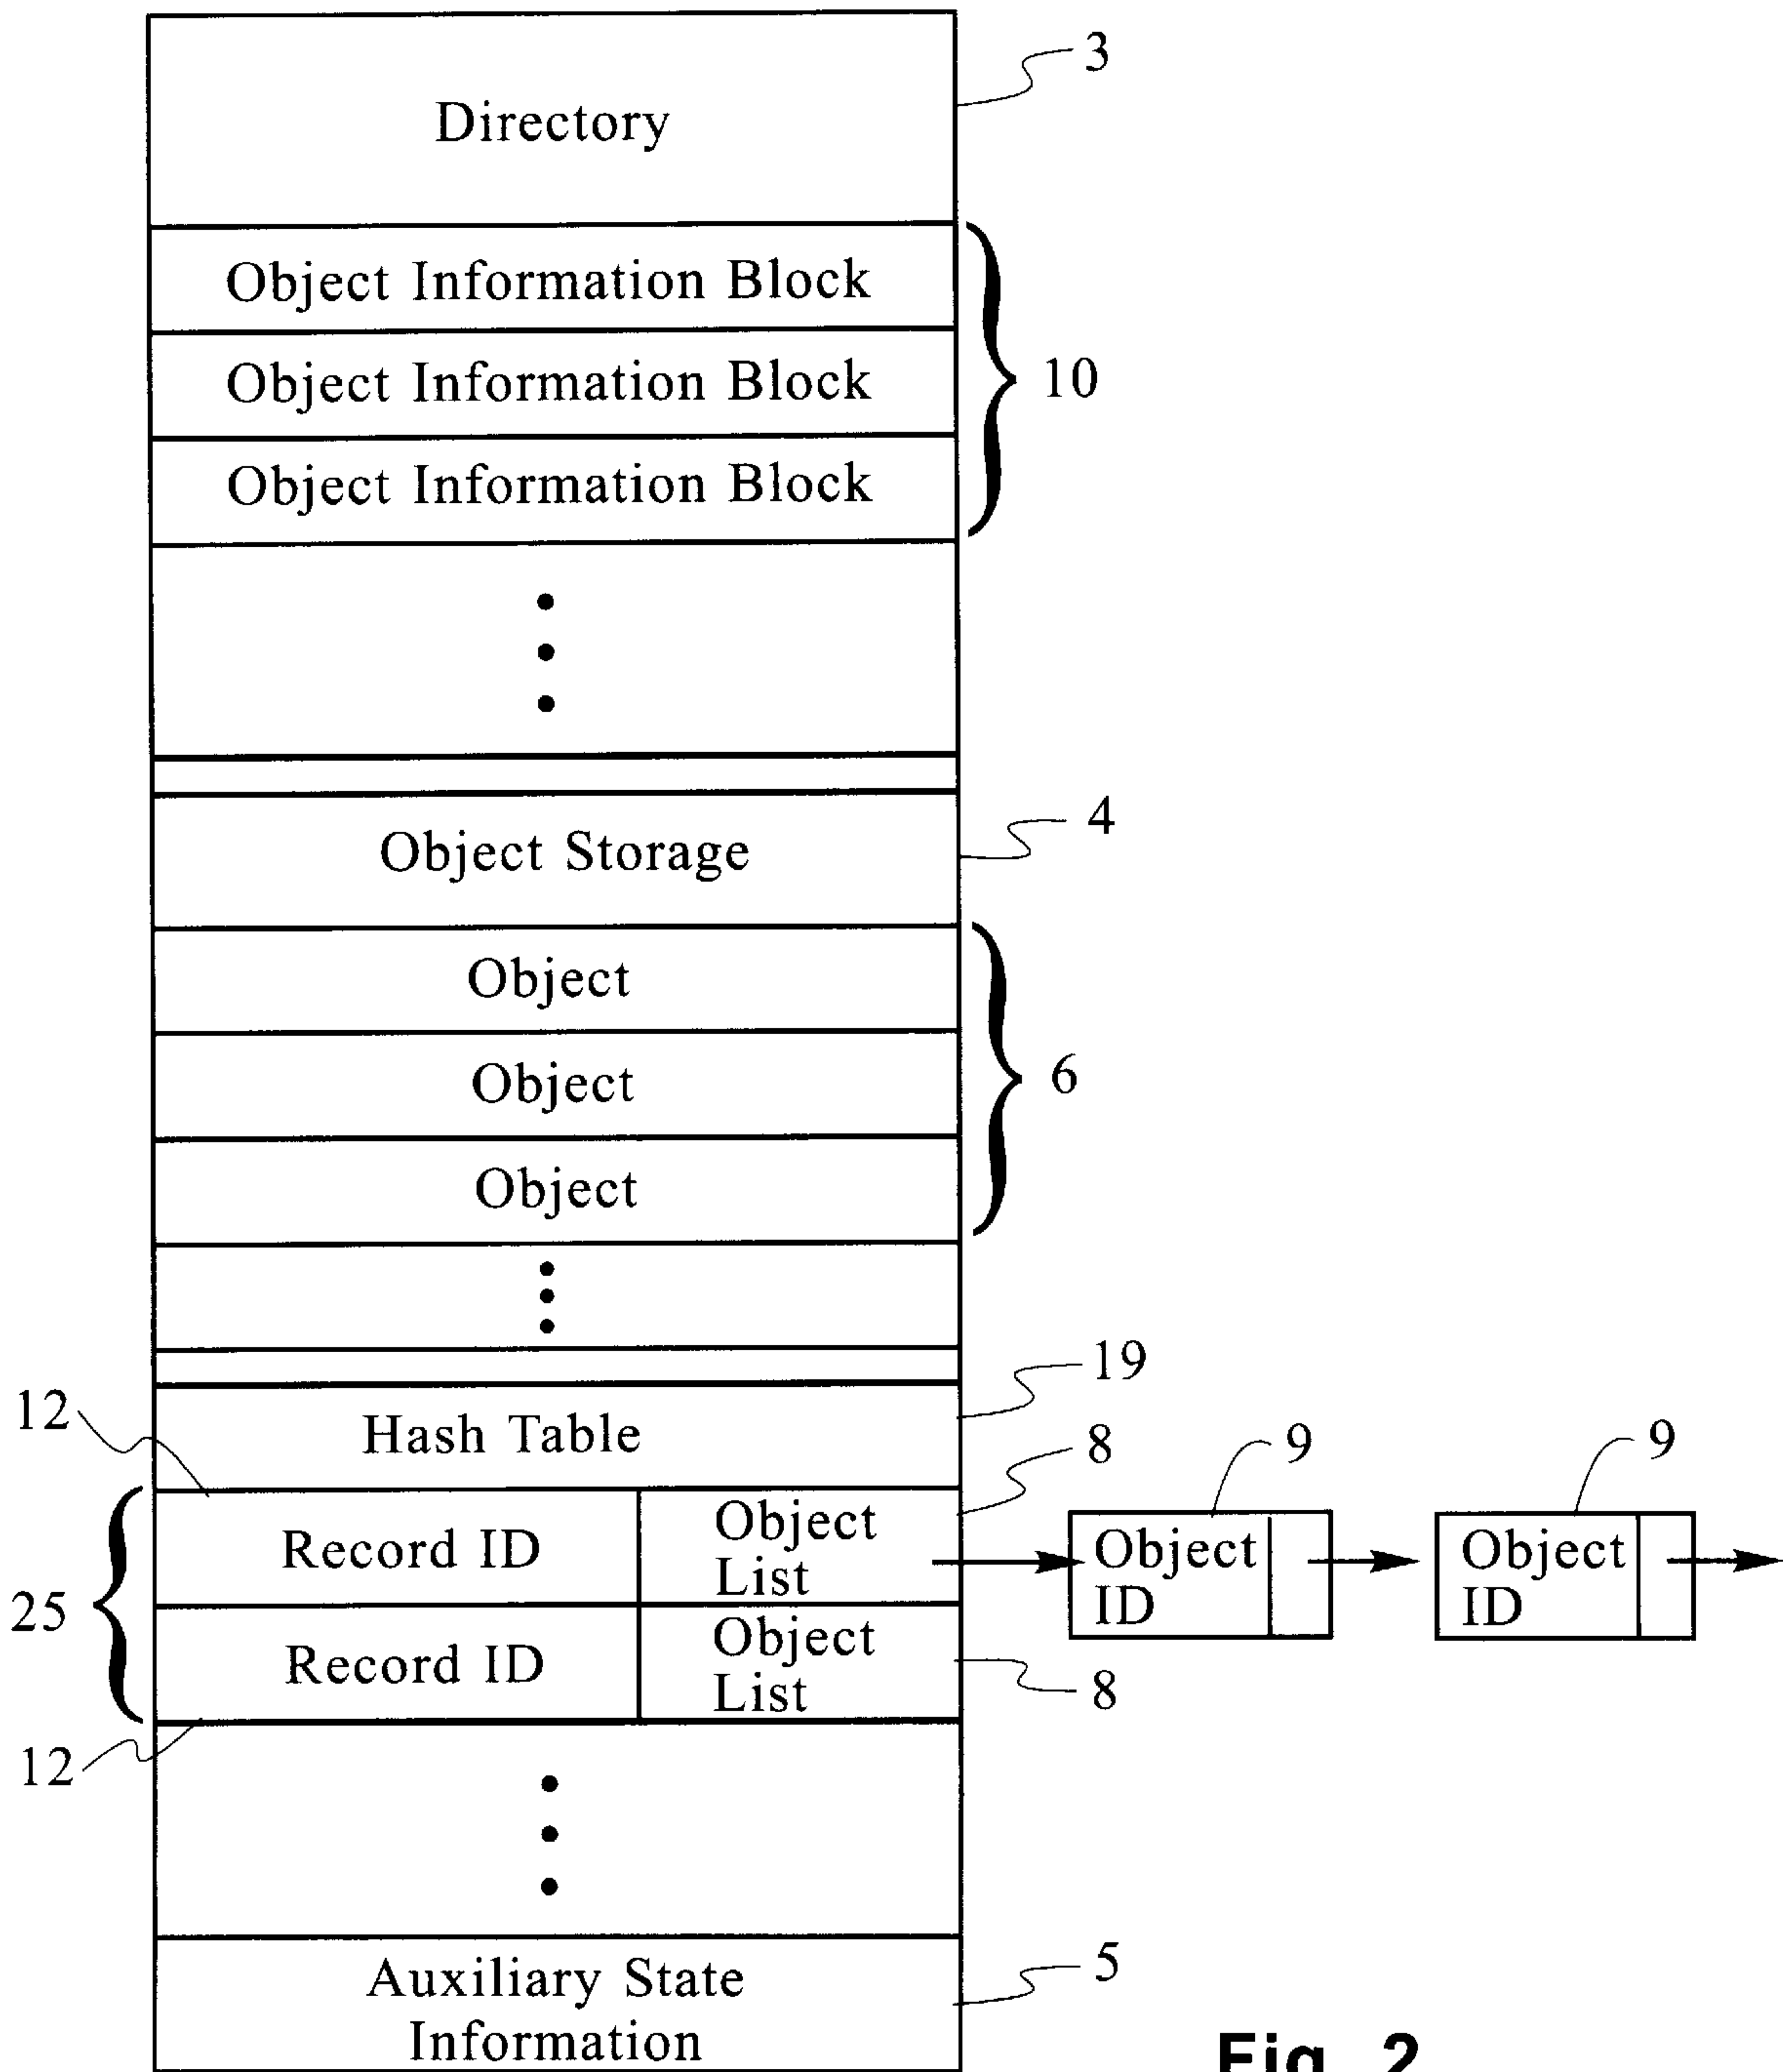 3
Directory
Object Information Block
Object Information Block
10
Object Information Block
4
Object Storage
Object
Object
6
Object
19
12
Hash Table
8
9
9
Record ID
Object
List
Object
ID
Object
ID
25
Record ID
Object
List
8
12
5
Auxiliary State
Information
Fig. 2